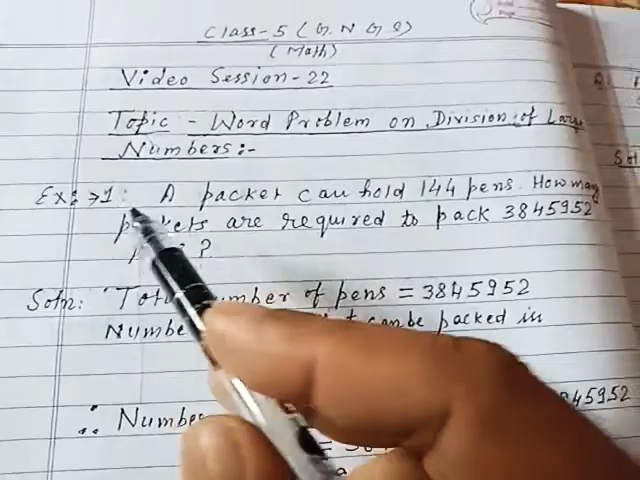 Class-5 (G.N G S)
(Math)
Video Session-22
Topic - Word Problem on Division of Large
Numbers:-
Ex: →1: A packet can hold 144 pens. How many
are required to pack 3845952
?
Soln: Total number of pens = 3845952
can be packed in
845952
∴ Number
=